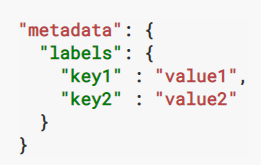 "metadata": {
  "labels": {
    "key1" : "value1",
    "key2" : "value2"
  }
}